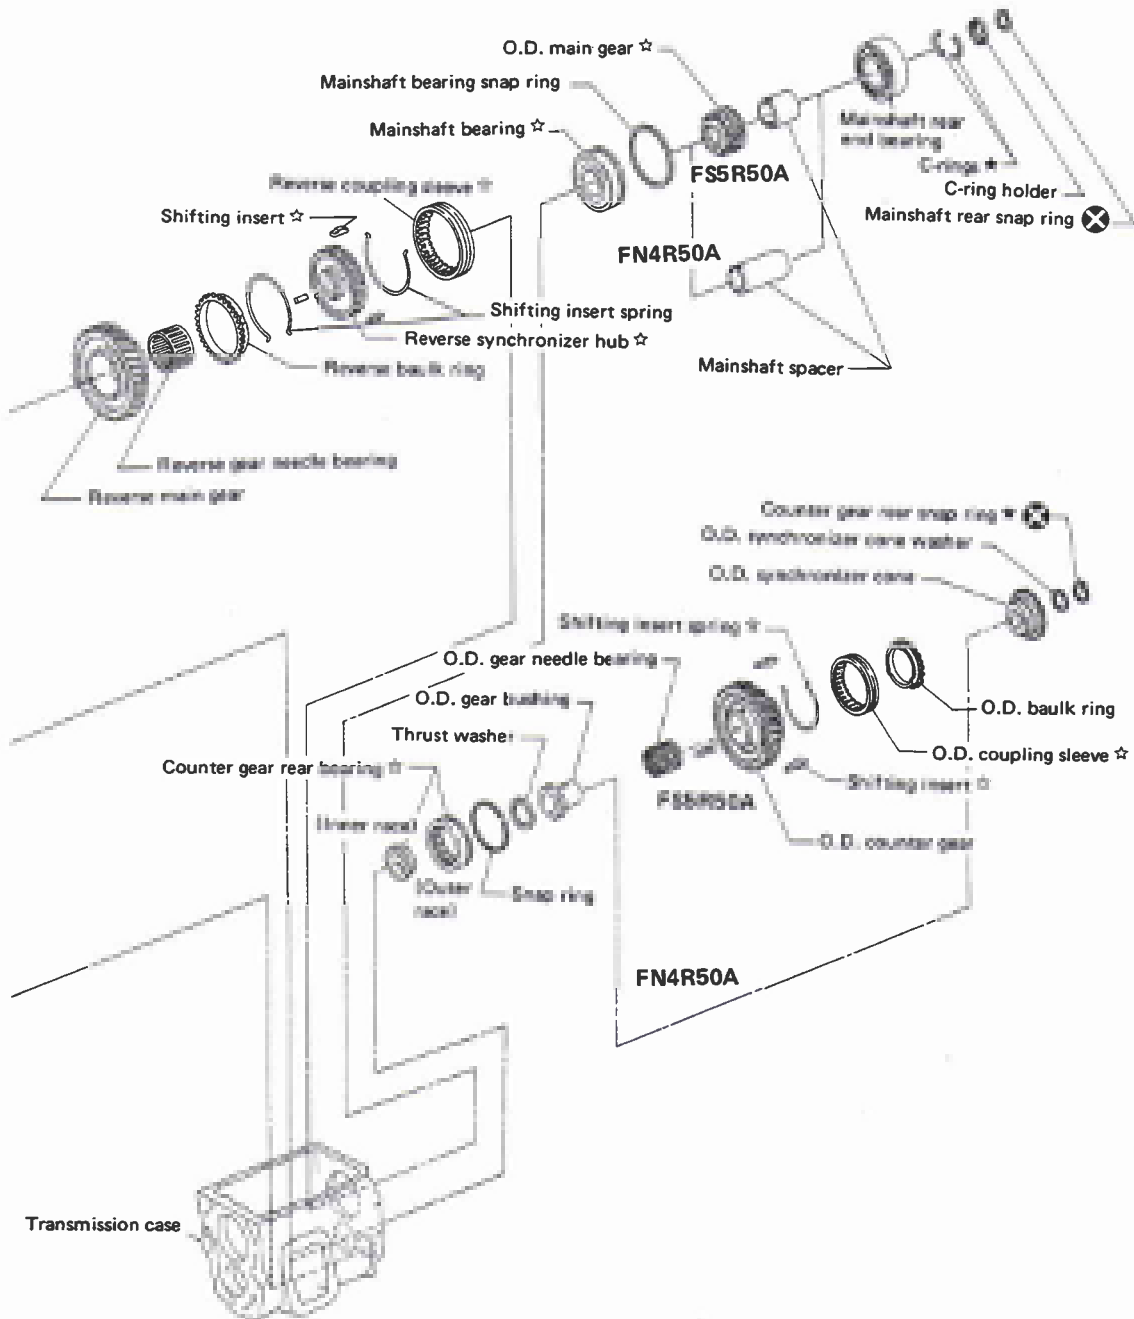 O.D. main gear ☆
Mainshaft bearing snap ring
Mainshaft bearing ☆
Mainshaft rear
end bearing
FS5R50A
C-rings ★
Reverse coupling sleeve ☆
C-ring holder
Shifting insert ☆
Mainshaft rear snap ring
FN4R50A
Shifting insert spring
Reverse synchronizer hub ☆
Reverse baulk ring
Mainshaft spacer
Reverse gear needle bearing
Reverse main gear
Counter gear rear snap ring ★
O.D. synchronizer cone washer
O.D. synchronizer cone
Shifting insert spring ☆
O.D. gear needle bearing
O.D. gear bushing
O.D. baulk ring
Thrust washer
O.D. coupling sleeve ☆
Counter gear rear bearing ☆
Shifting insert ☆
FS5R50A
(Inner race)
O.D. counter gear
(Outer
race)
Snap ring
FN4R50A
Transmission case